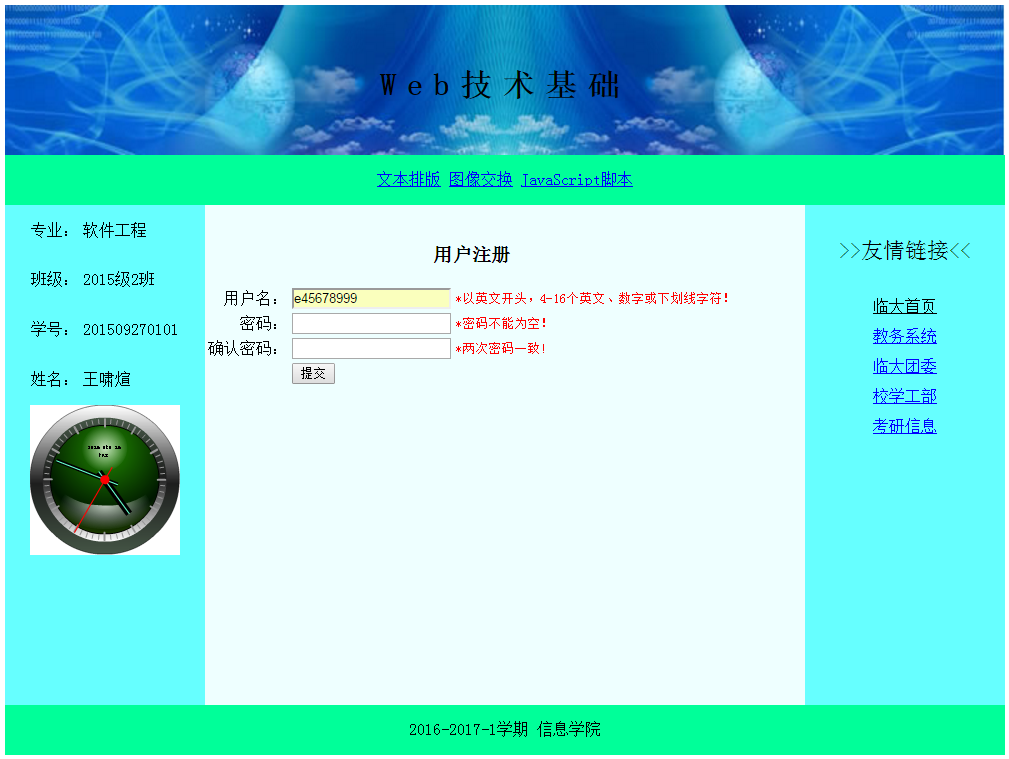 Web技术基础
文本排版 图像交换 JavaScript脚本
专业： 软件工程
班级： 2015级2班
学号： 201509270101
姓名： 王啸煊
用户注册
用户名： e45678999 *以英文开头，4-16个英文、数字或下划线字符！
密码： *密码不能为空！
确认密码： *两次密码一致!
提交
>>友情链接<<
临大首页
教务系统
临大团委
校学工部
考研信息
2016-2017-1学期 信息学院